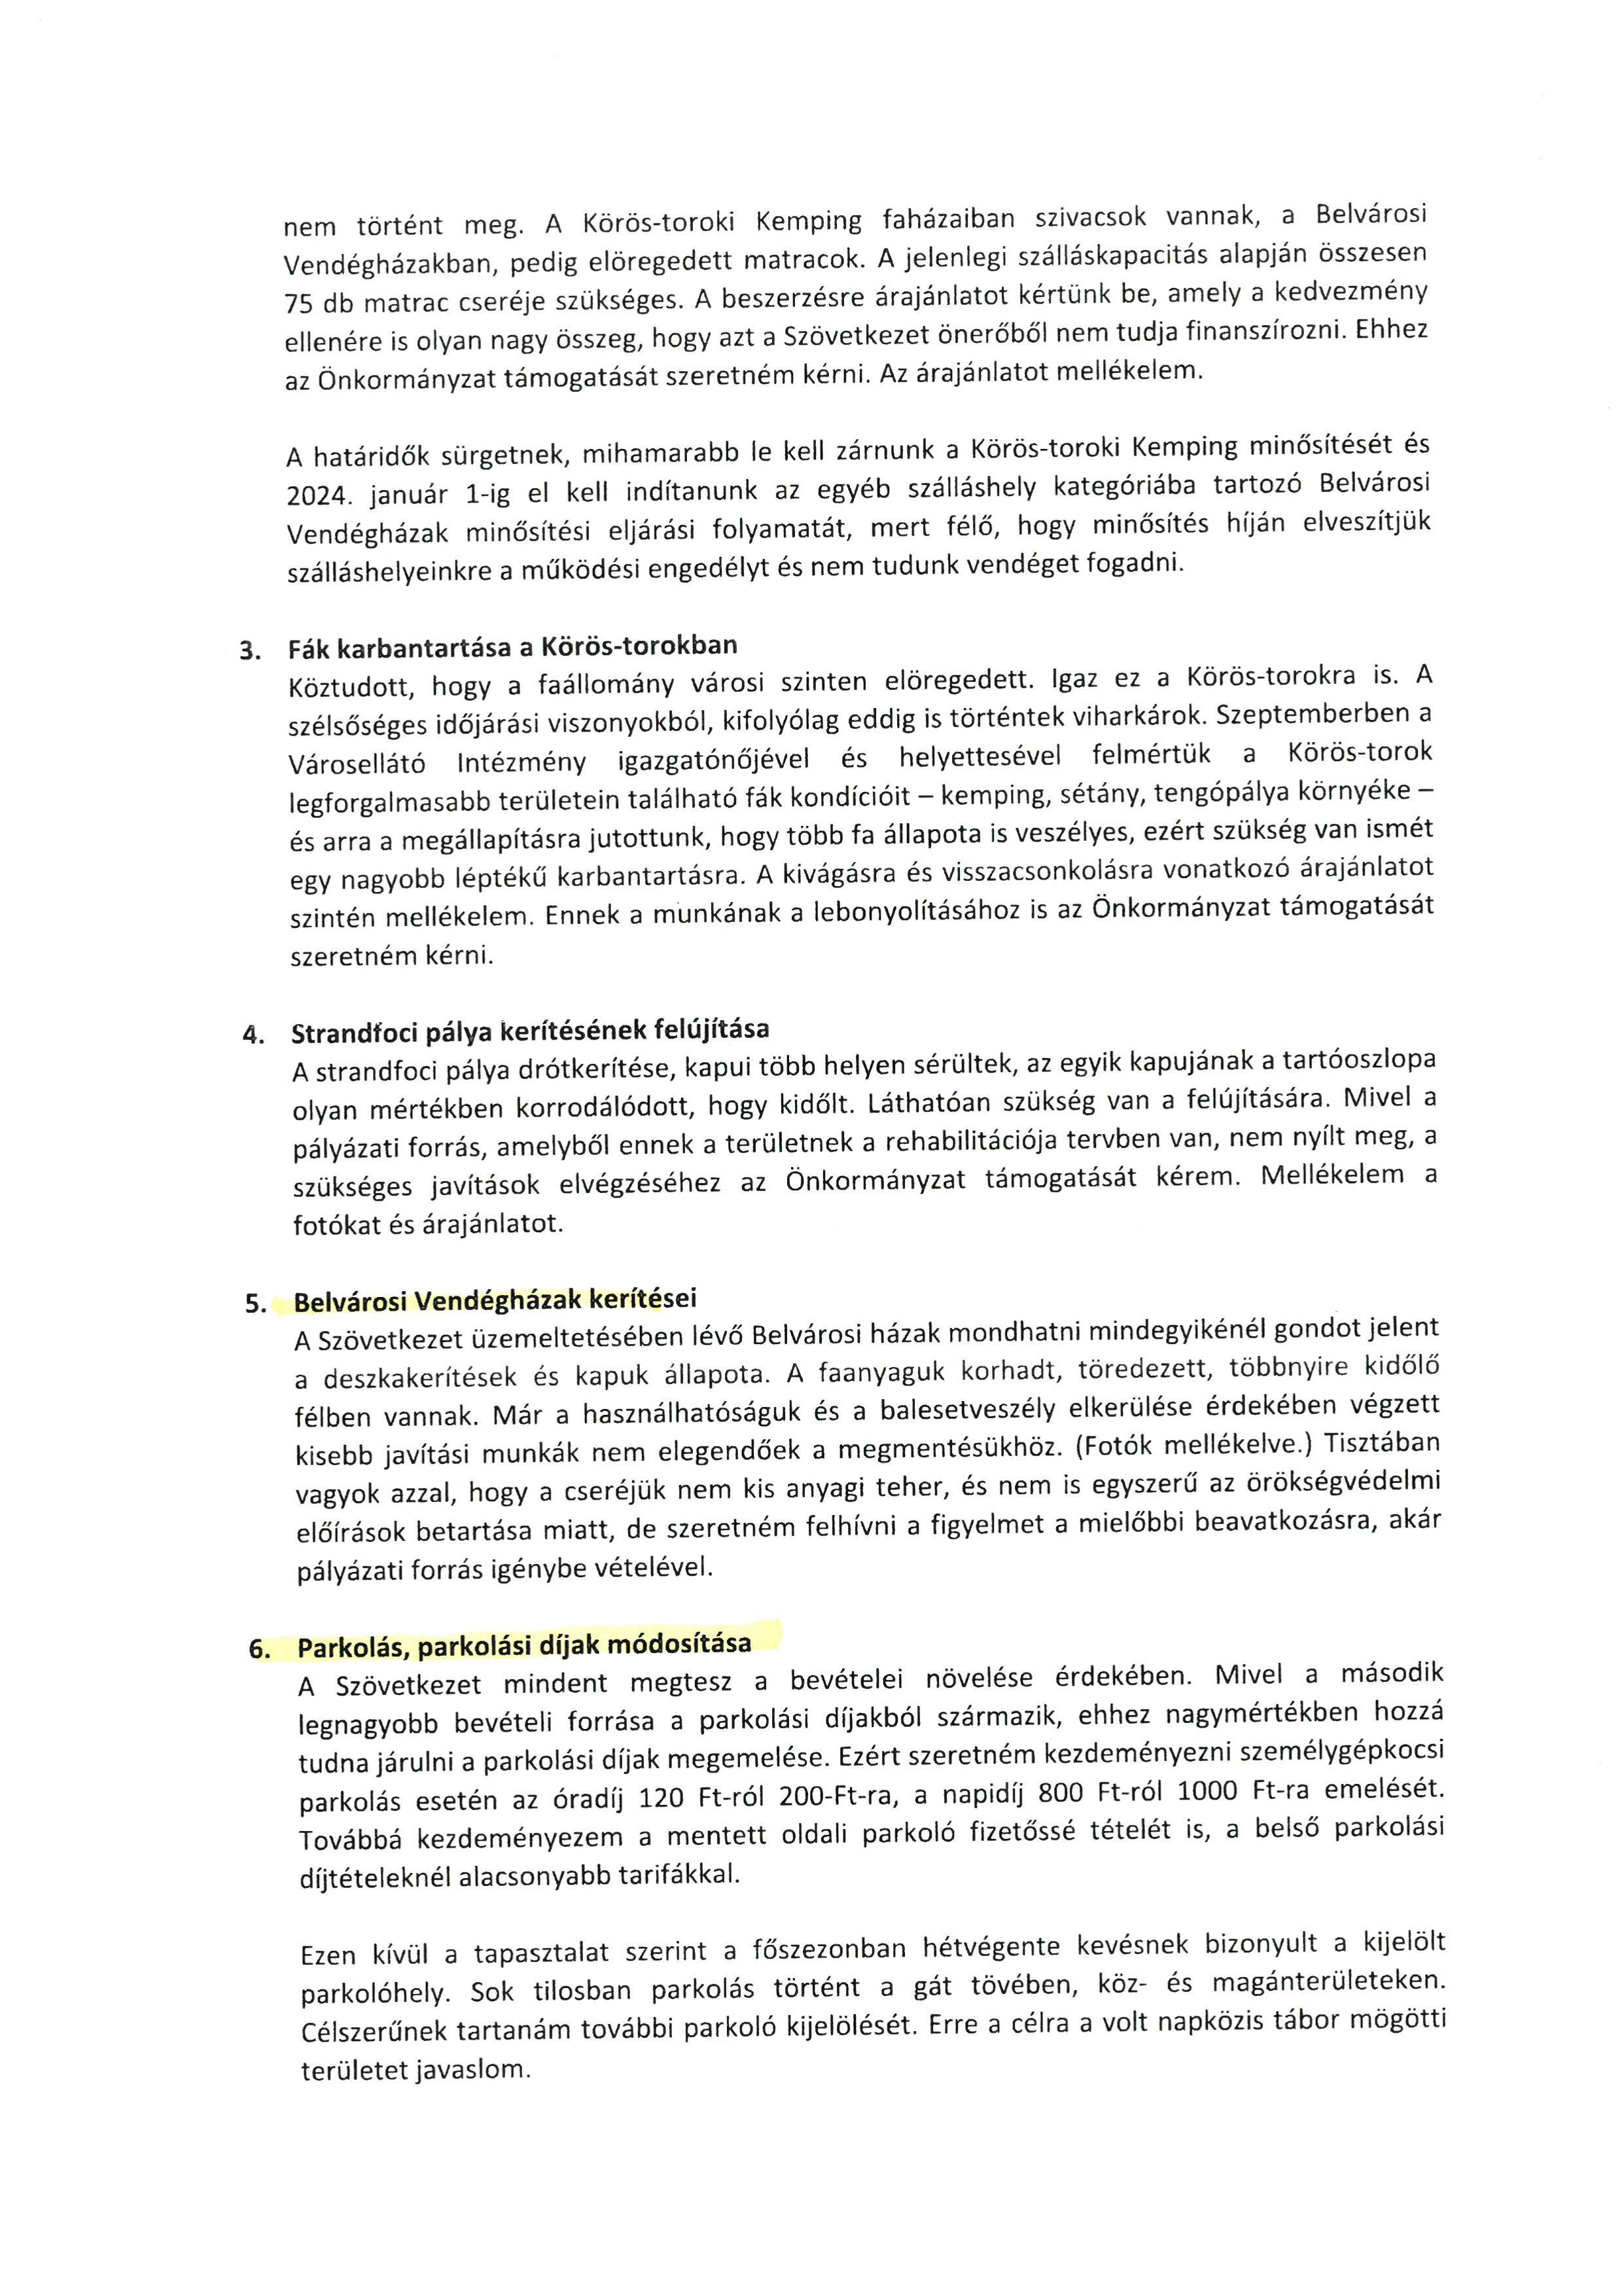 nem történt meg. A Körös-toroki Kemping faházaiban szivacsok vannak, a Belvárosi
Vendégházakban, pedig elöregedett matracok. A jelenlegi szálláskapacitás alapján összesen
75 db matrac cseréje szükséges. A beszerzésre árajánlatot kértünk be, amely a kedvezmény
ellenére is olyan nagy összeg, hogy azt a Szövetkezet önerőből nem tudja finanszírozni. Ehhez
az Önkormányzat támogatását szeretném kérni. Az árajánlatot mellékelem.
A határidők sürgetnek, mihamarabb le kell zárnunk a Körös-toroki Kemping minősítését és
2024. január 1-ig el kell indítanunk az egyéb szálláshely kategóriába tartozó Belvárosi
Vendégházak minősítési eljárási folyamatát, mert félő, hogy minősítés híján elveszítjük
szálláshelyeinkre a működési engedélyt és nem tudunk vendéget fogadni.
3. Fák karbantartása a Körös-torokban
Köztudott, hogy a faállomány városi szinten elöregedett. Igaz ez a Körös-torokra is. A
szélsőséges időjárási viszonyokból, kifolyólag eddig is történtek viharkárok. Szeptemberben a
Városellátó Intézmény igazgatónőjével és helyettesével felmértük a Körös-torok
legforgalmasabb területein található fák kondícióit – kemping, sétány, tengópálya környéke –
és arra a megállapításra jutottunk, hogy több fa állapota is veszélyes, ezért szükség van ismét
egy nagyobb léptékű karbantartásra. A kivágásra és visszacsonkolásra vonatkozó árajánlatot
szintén mellékelem. Ennek a munkának a lebonyolításához is az Önkormányzat támogatását
szeretném kérni.
4. Strandfoci pálya kerítésének felújítása
A strandfoci pálya drótkerítése, kapui több helyen sérültek, az egyik kapujának a tartóoszlopa
olyan mértékben korrodálódott, hogy kidőlt. Láthatóan szükség van a felújítására. Mivel a
pályázati forrás, amelyből ennek a területnek a rehabilitációja tervben van, nem nyílt meg, a
szükséges javítások elvégzéséhez az Önkormányzat támogatását kérem. Mellékelem a
fotókat és árajánlatot.
5. Belvárosi Vendégházak kerítései
A Szövetkezet üzemeltetésében lévő Belvárosi házak mondhatni mindegyikénél gondot jelent
a deszkakerítések és kapuk állapota. A faanyaguk korhadt, töredezett, többnyire kidőlő
félben vannak. Már a használhatóságuk és a balesetveszély elkerülése érdekében végzett
kisebb javítási munkák nem elegendőek a megmentésükhöz. (Fotók mellékelve.) Tisztában
vagyok azzal, hogy a cseréjük nem kis anyagi teher, és nem is egyszerű az örökségvédelmi
előírások betartása miatt, de szeretném felhívni a figyelmet a mielőbbi beavatkozásra, akár
pályázati forrás igénybe vételével.
6. Parkolás, parkolási díjak módosítása
A Szövetkezet mindent megtesz a bevételei növelése érdekében. Mivel a második
legnagyobb bevételi forrása a parkolási díjakból származik, ehhez nagymértékben hozzá
tudna járulni a parkolási díjak megemelése. Ezért szeretném kezdeményezni személygépkocsi
parkolás esetén az óradíj 120 Ft-ról 200-Ft-ra, a napidíj 800 Ft-ról 1000 Ft-ra emelését.
Továbbá kezdeményezem a mentett oldali parkoló fizetőssé tételét is, a belső parkolási
díjtételeknél alacsonyabb tarifákkal.
Ezen kívül a tapasztalat szerint a főszezonban hétvégente kevésnek bizonyult a kijelölt
parkolóhely. Sok tilosban parkolás történt a gát tövében, köz- és magánterületeken.
Célszerűnek tartanám további parkoló kijelölését. Erre a célra a volt napközis tábor mögötti
területet javaslom.